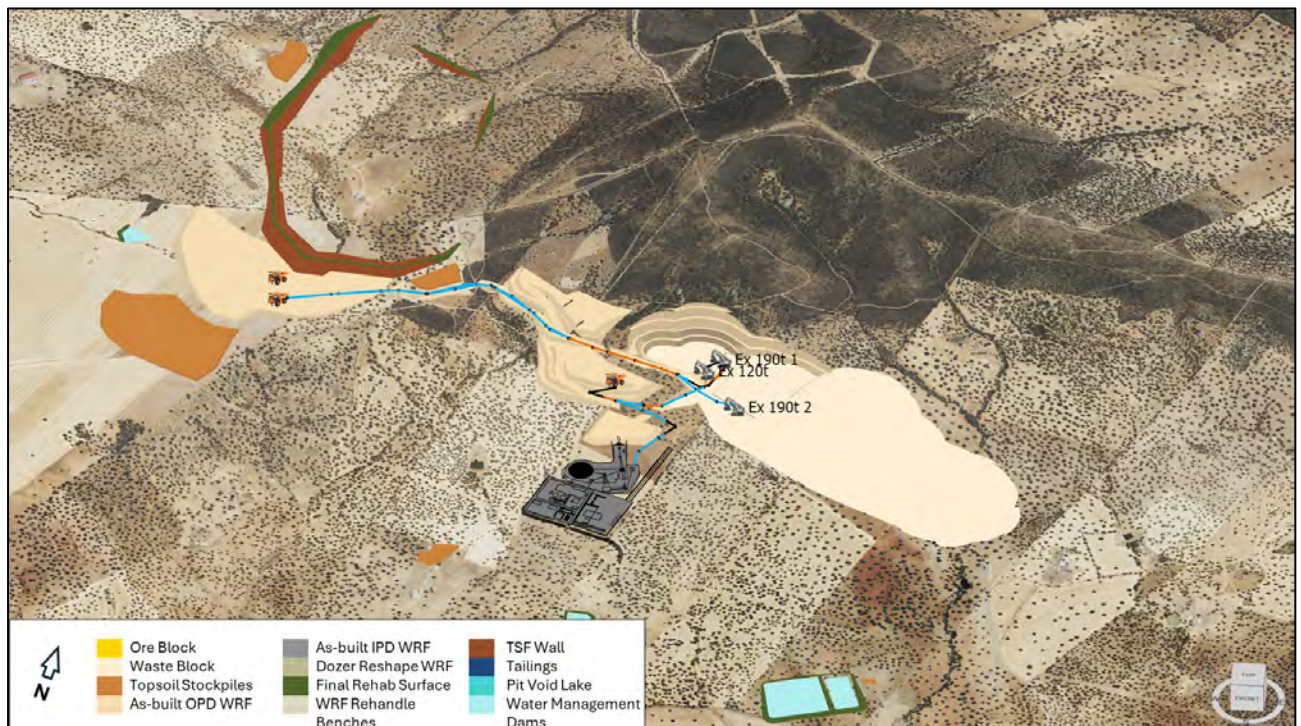 Ex 190t 1
Ex 120t
Ex 190t 2
N
Ore Block
Waste Block
Topsoil Stockpiles
As-built OPD WRF
As-built IPD WRF
Dozer Reshape WRF
Final Rehab Surface
WRF Rehandle
Benches
TSF Wall
Tailings
Pit Void Lake
Water Management
Dams
TOP
FRONT